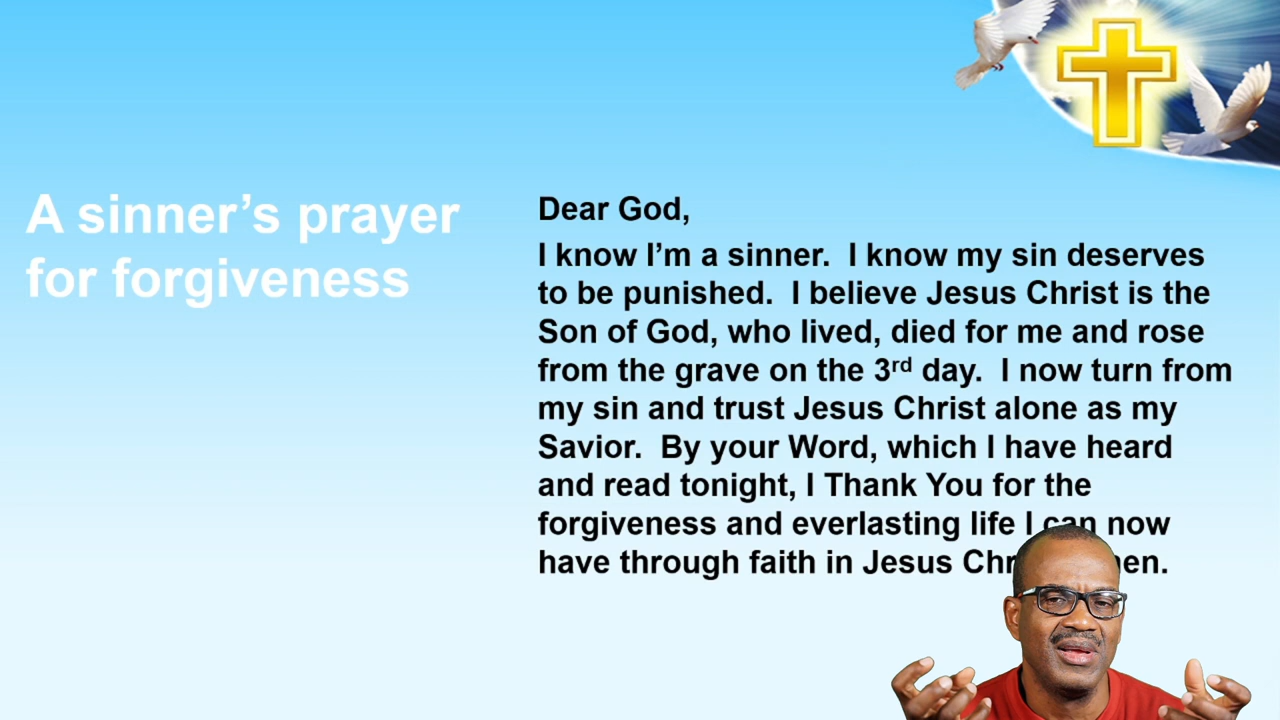 A sinner’s prayer
for forgiveness
Dear God,
I know I’m a sinner.  I know my sin deserves
to be punished.  I believe Jesus Christ is the
Son of God, who lived, died for me and rose
from the grave on the 3rd day.  I now turn from
my sin and trust Jesus Christ alone as my
Savior.  By your Word, which I have heard
and read tonight, I Thank You for the
forgiveness and everlasting life I can now
have through faith in Jesus